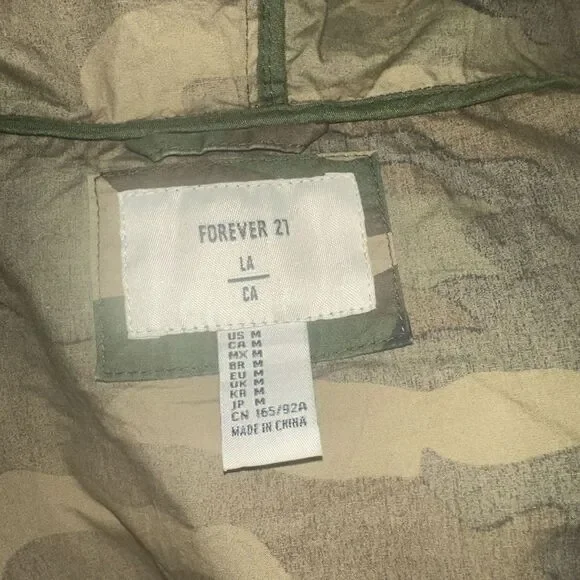 FOREVER 21
LA
CA
US M
CA M
MX M
BR M
EU M
UK M
KR M
JP M
CN 165/92A
MADE IN CHINA